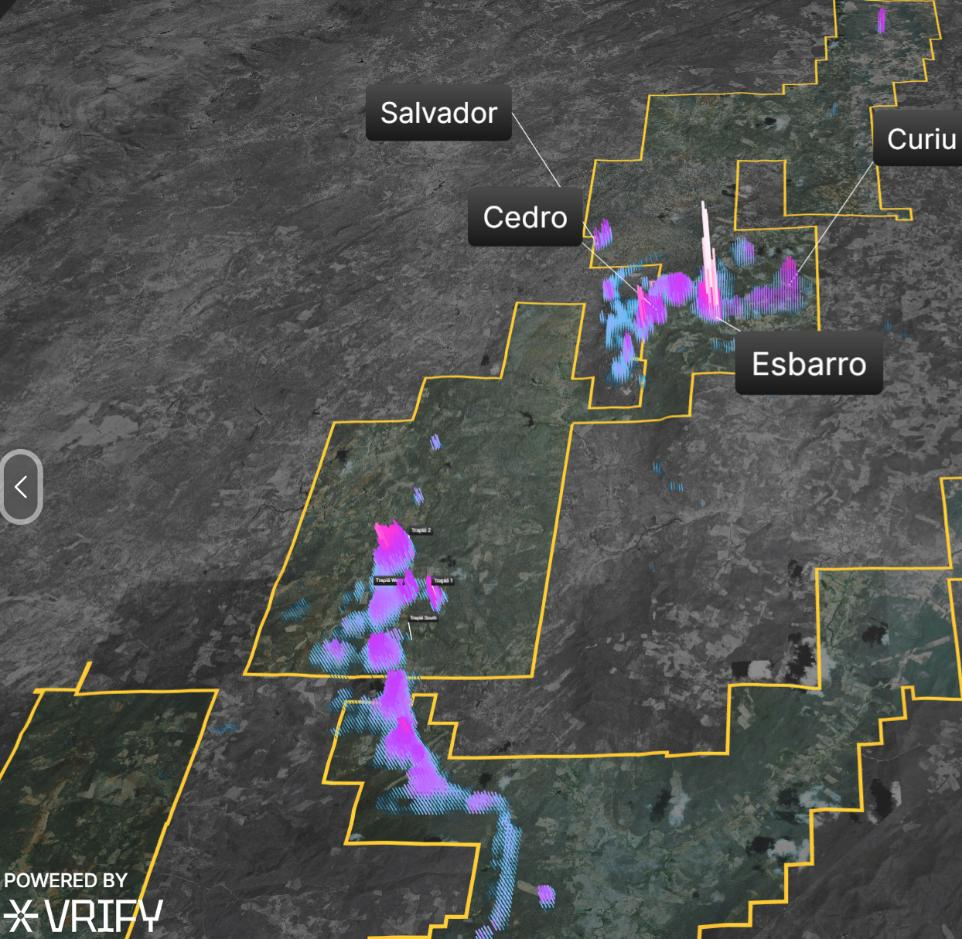 Salvador
Curiu
Cedro
Esbarro
Trapiá 2
Trapiá 1
Trapiá South
POWERED BY
VRIFY